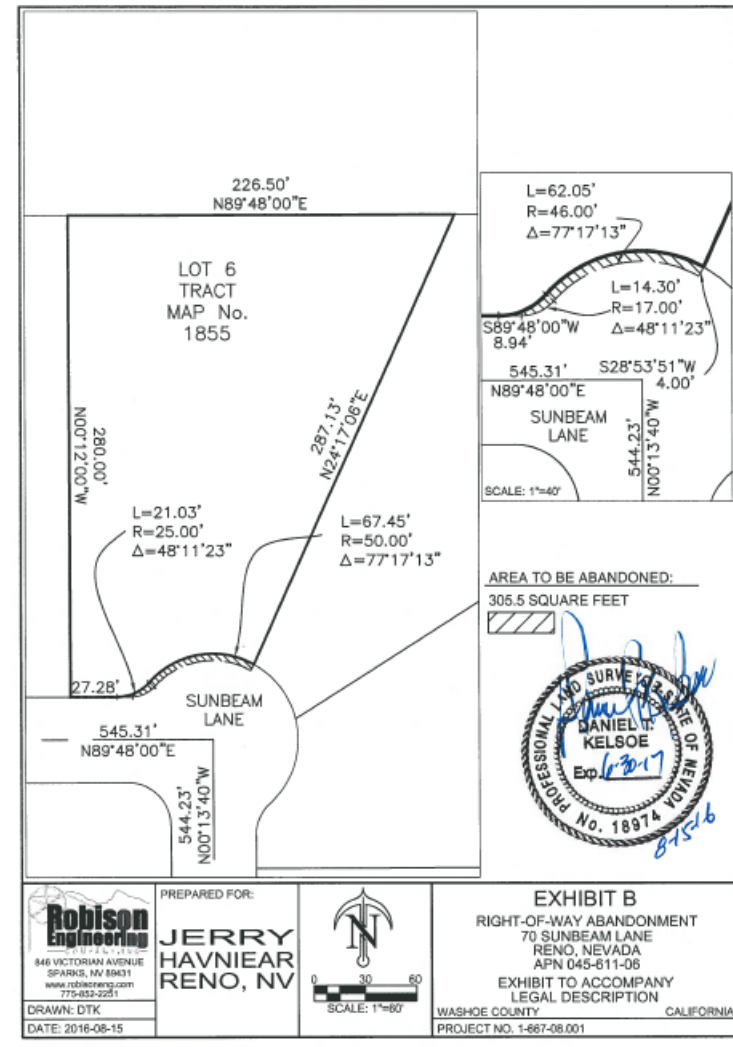 226.50'
N89°48'00"E
LOT 6
TRACT
MAP No.
1855
280.00'
N00°12'00"W
287.13'
N24°17'06"E
L=21.03'
R=25.00'
Δ=48°11'23"
L=67.45'
R=50.00'
Δ=77°17'13"
27.28'
SUNBEAM
LANE
545.31'
N89°48'00"E
544.23'
N00°13'40"W
L=62.05'
R=46.00'
Δ=77°17'13"
L=14.30'
R=17.00'
Δ=48°11'23"
S89°48'00"W
8.94'
S28°53'51"W
4.00'
545.31'
N89°48'00"E
SUNBEAM
LANE
544.23'
N00°13'40"W
SCALE: 1"=40'
AREA TO BE ABANDONED:
305.5 SQUARE FEET
PROFESSIONAL LAND SURVEYOR-STATE OF NEVADA
DANIEL T.
KELSOE
Exp. 6-30-17
No. 18974
8-15-16
Robison
Engineering
846 VICTORIAN AVENUE
SPARKS, NV 89431
www.robisoneng.com
775-852-2251
DRAWN: DTK
DATE: 2016-08-15
PREPARED FOR:
JERRY
HAVNIEAR
RENO, NV
N
0 30 60
SCALE: 1"=60'
EXHIBIT B
RIGHT-OF-WAY ABANDONMENT
70 SUNBEAM LANE
RENO, NEVADA
APN 045-611-06
EXHIBIT TO ACCOMPANY
LEGAL DESCRIPTION
WASHOE COUNTY CALIFORNIA
PROJECT NO. 1-667-08.001